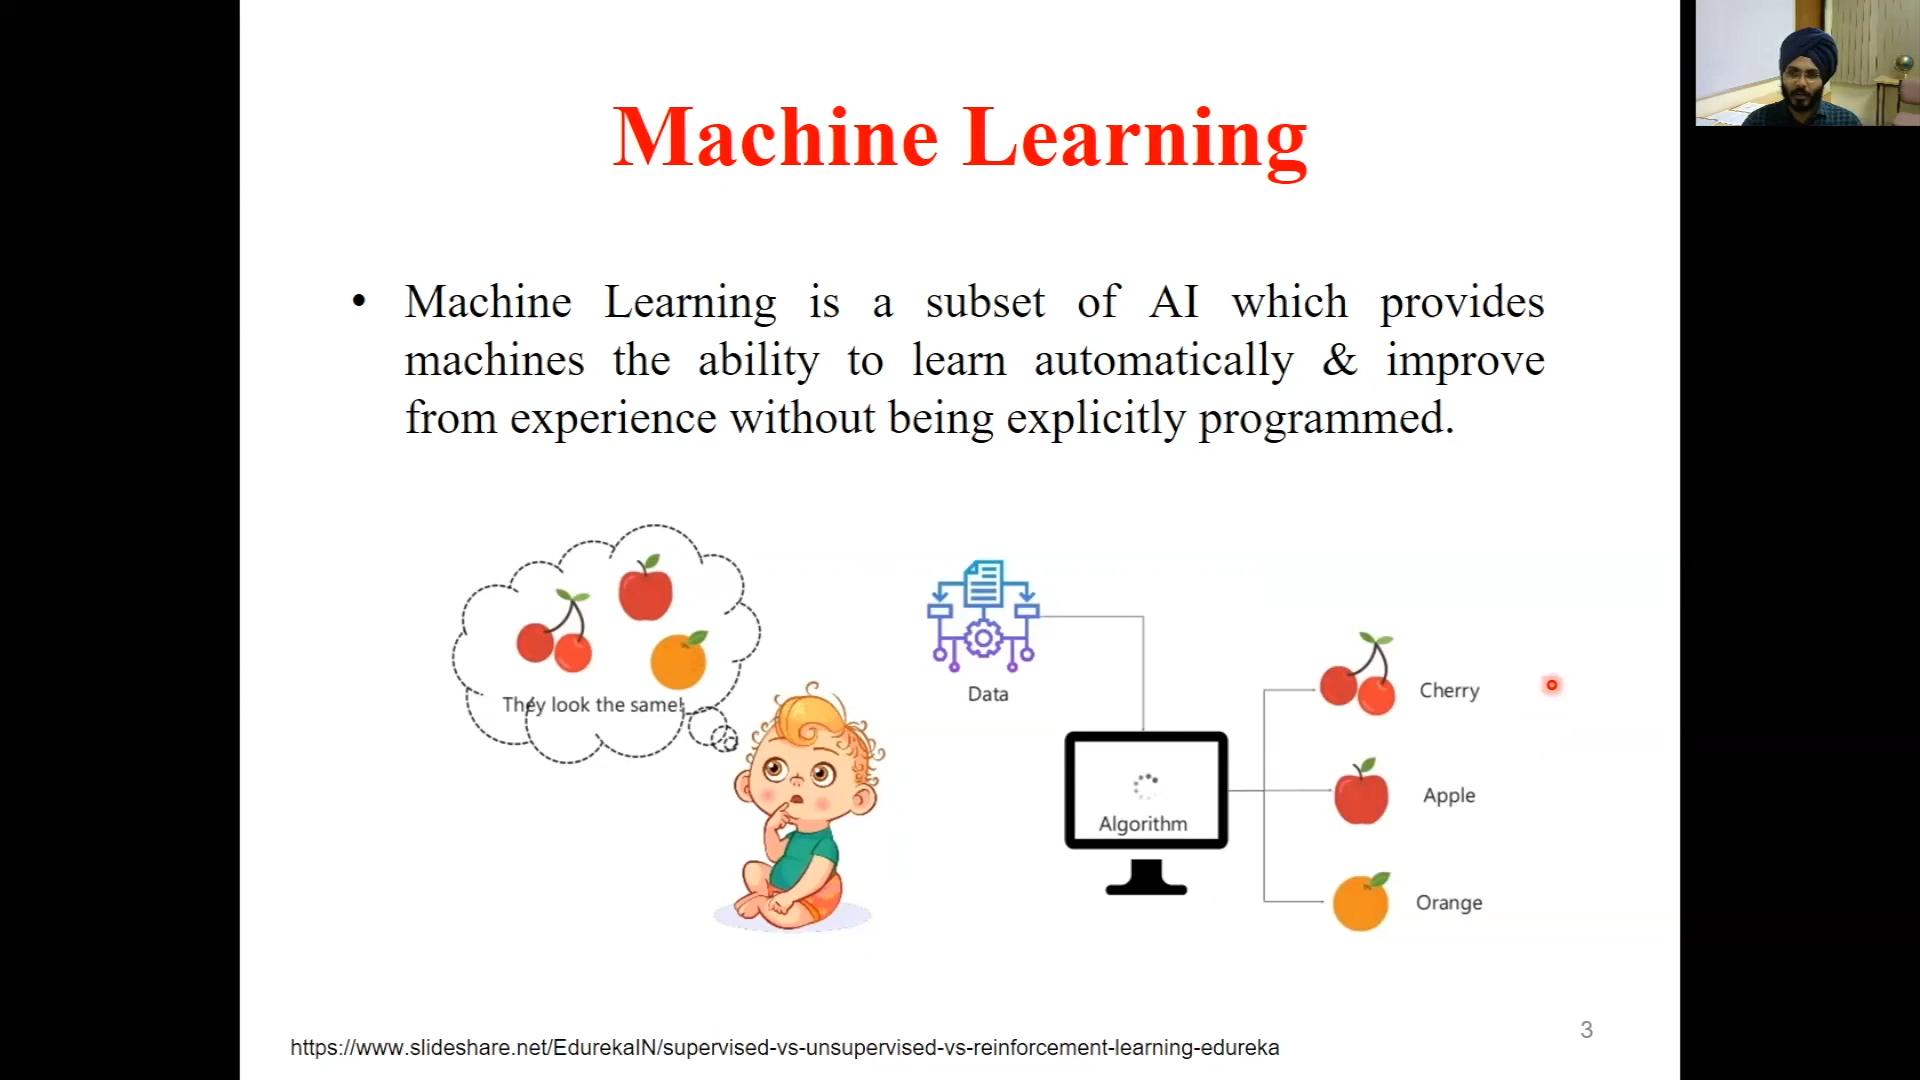 Machine Learning
• Machine Learning is a subset of AI which provides
machines the ability to learn automatically & improve
from experience without being explicitly programmed.
They look the same!
Data
Algorithm
Cherry
Apple
Orange
https://www.slideshare.net/EdurekaIN/supervised-vs-unsupervised-vs-reinforcement-learning-edureka
3